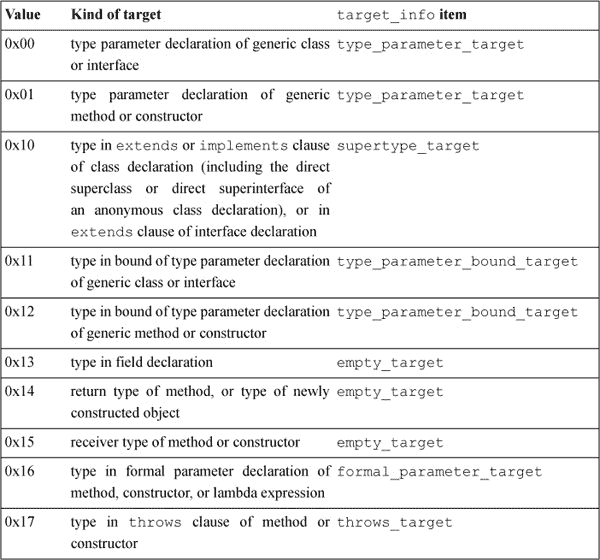 Value Kind of target target_info item
0x00 type parameter declaration of generic class type_parameter_target
or interface
0x01 type parameter declaration of generic type_parameter_target
method or constructor
0x10 type in extends or implements clause supertype_target
of class declaration (including the direct
superclass or direct superinterface of
an anonymous class declaration), or in
extends clause of interface declaration
0x11 type in bound of type parameter declaration type_parameter_bound_target
of generic class or interface
0x12 type in bound of type parameter declaration type_parameter_bound_target
of generic method or constructor
0x13 type in field declaration empty_target
0x14 return type of method, or type of newly empty_target
constructed object
0x15 receiver type of method or constructor empty_target
0x16 type in formal parameter declaration of formal_parameter_target
method, constructor, or lambda expression
0x17 type in throws clause of method or throws_target
constructor